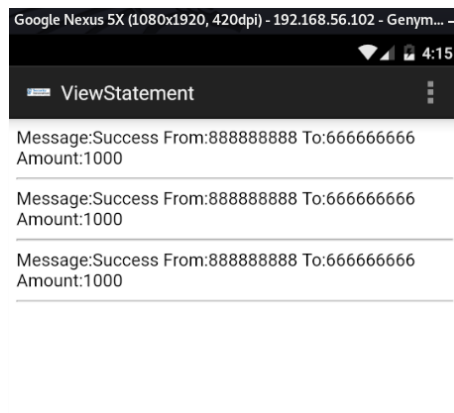 Google Nexus 5X (1080x1920, 420dpi) - 192.168.56.102 - Genym...
4:15
ViewStatement
Message:Success From:888888888 To:666666666
Amount:1000
Message:Success From:888888888 To:666666666
Amount:1000
Message:Success From:888888888 To:666666666
Amount:1000